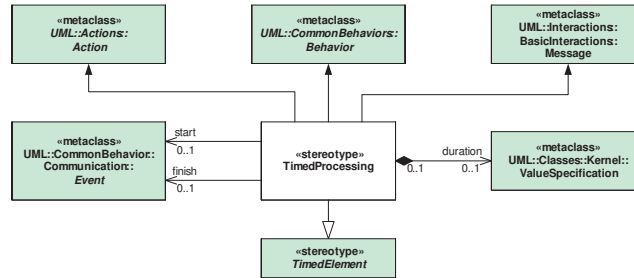 «metaclass»
UML::Actions::
Action
«metaclass»
UML::CommonBehaviors::
Behavior
«metaclass»
UML::Interactions::
BasicInteractions::
Message
«metaclass»
UML::CommonBehavior::
Communication::
Event
start
0..1
finish
0..1
«stereotype»
TimedProcessing
duration
0..1
0..1
«metaclass»
UML::Classes::Kernel::
ValueSpecification
«stereotype»
TimedElement